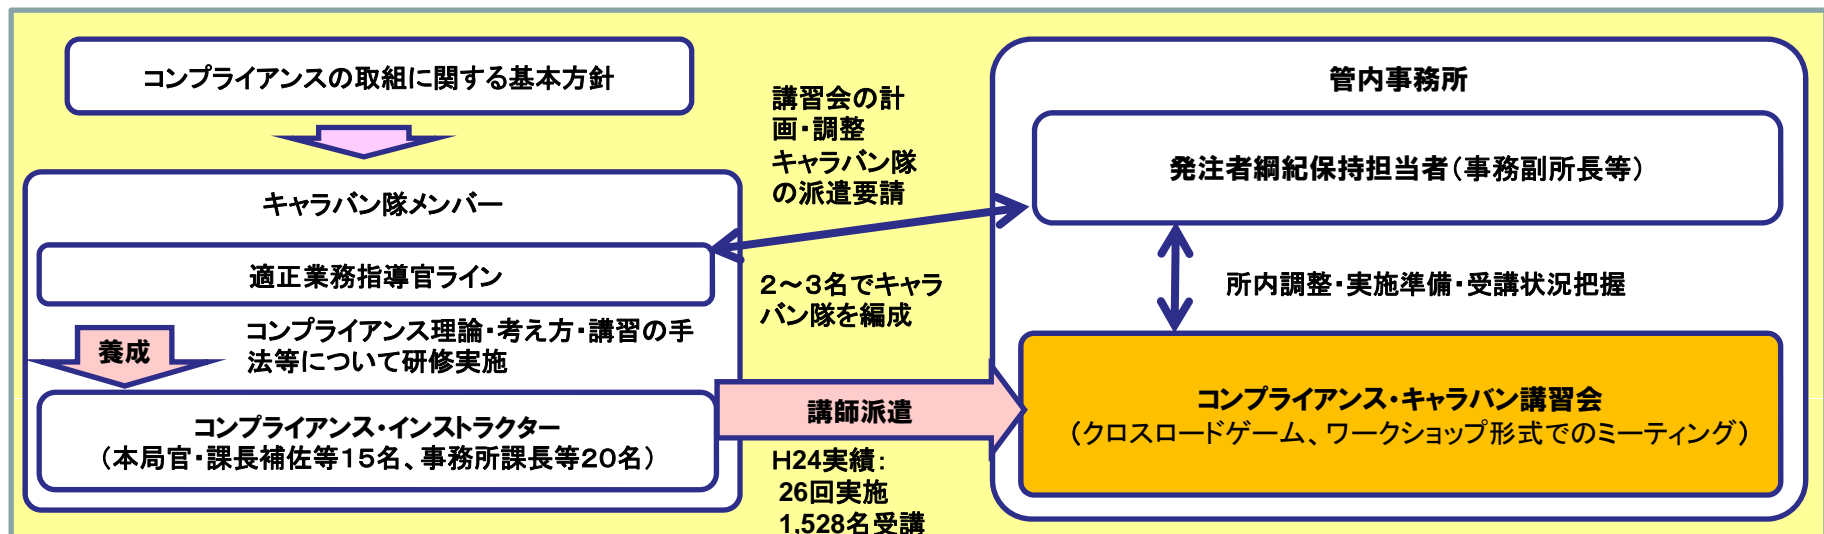 コンプライアンスの取組に関する基本方針
キャラバン隊メンバー
適正業務指導官ライン
養成
コンプライアンス理論・考え方・講習の手
法等について研修実施
コンプライアンス・インストラクター
（本局官・課長補佐等１５名、事務所課長等２０名）
講習会の計
画・調整
キャラバン隊
の派遣要請
２～３名でキャラ
バン隊を編成
講師派遣
H24実績：
26回実施
1,528名受講
管内事務所
発注者綱紀保持担当者（事務副所長等）
所内調整・実施準備・受講状況把握
コンプライアンス・キャラバン講習会
（クロスロードゲーム、ワークショップ形式でのミーティング）